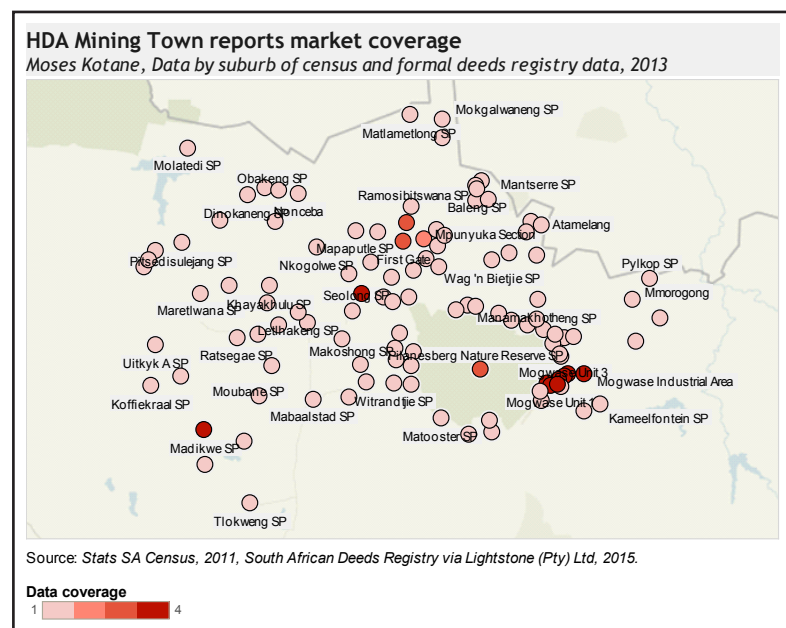 HDA Mining Town reports market coverage
Moses Kotane, Data by suburb of census and formal deeds registry data, 2013
Mokgalwaneng SP
Matlametlong SP
Molatedi SP
Obakeng SP
Mantserre SP
Ramosibitswana SP
Baleng SP
Dinokaneng SP
Nonceba
Atamelang
Mpunyuka Section
Mapaputle SP
Pitsedisulejang SP
First Gate
Nkogolwe SP
Pylkop SP
Wag 'n Bietjie SP
Maretlwana SP
Seolong SP
Mmorogong
Khayakhulu SP
Manamakhotheng SP
Letlhakeng SP
Makoshong SP
Pilanesberg Nature Reserve SP
Ratsegae SP
Uitkyk A SP
Mogwase Unit 3
Mogwase Industrial Area
Moubane SP
Koffiekraal SP
Witrandtjie SP
Mogwase Unit 1
Mabaalstad SP
Kameelfontein SP
Matooster SP
Madikwe SP
Tlokweng SP
Source: Stats SA Census, 2011, South African Deeds Registry via Lightstone (Pty) Ltd, 2015.
Data coverage
1 4